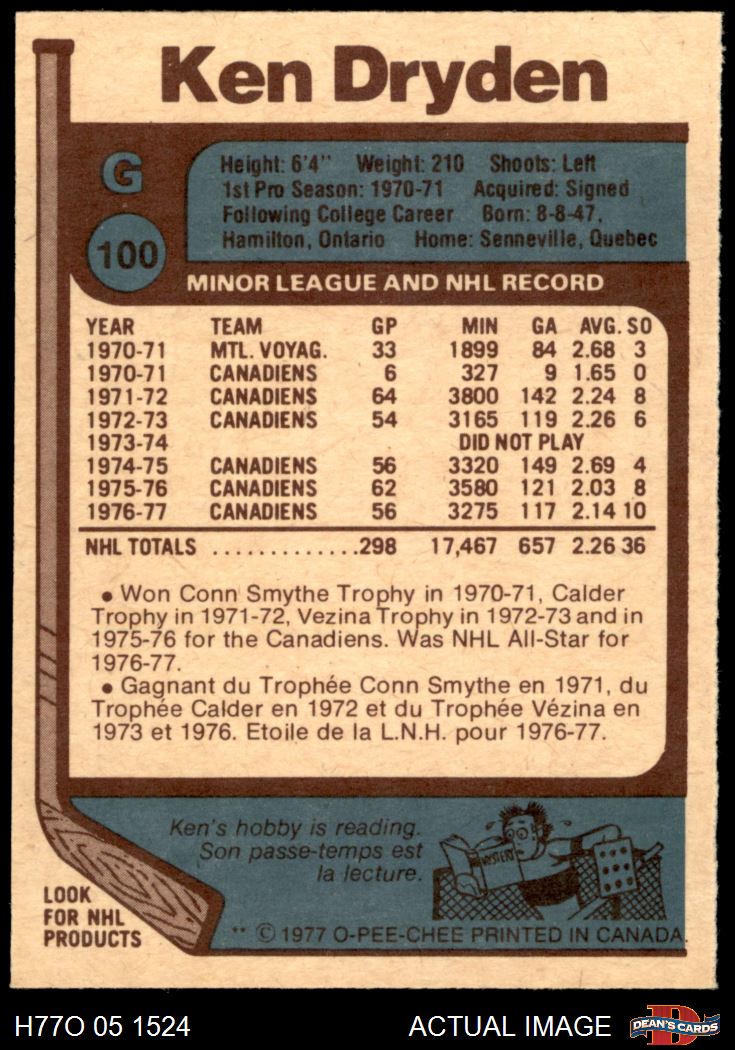 Ken Dryden
G
100
Height: 6'4" Weight: 210 Shoots: Left
1st Pro Season: 1970-71 Acquired: Signed
Following College Career Born: 8-8-47,
Hamilton, Ontario Home: Senneville, Quebec
MINOR LEAGUE AND NHL RECORD
YEAR TEAM GP MIN GA AVG. SO
1970-71 MTL. VOYAG. 33 1899 84 2.68 3
1970-71 CANADIENS 6 327 9 1.65 0
1971-72 CANADIENS 64 3800 142 2.24 8
1972-73 CANADIENS 54 3165 119 2.26 6
1973-74 DID NOT PLAY
1974-75 CANADIENS 56 3320 149 2.69 4
1975-76 CANADIENS 62 3580 121 2.03 8
1976-77 CANADIENS 56 3275 117 2.14 10
NHL TOTALS .............298 17,467 657 2.26 36
• Won Conn Smythe Trophy in 1970-71, Calder
Trophy in 1971-72, Vezina Trophy in 1972-73 and in
1975-76 for the Canadiens. Was NHL All-Star for
1976-77.
• Gagnant du Trophée Conn Smythe en 1971, du
Trophée Calder en 1972 et du Trophée Vézina en
1973 et 1976. Etoile de la L.N.H. pour 1976-77.
Ken's hobby is reading.
Son passe-temps est
la lecture.
MYSTERY
LOOK
FOR NHL
PRODUCTS
** © 1977 O-PEE-CHEE PRINTED IN CANADA.
H77O 05 1524
ACTUAL IMAGE
DEAN'S CARDS